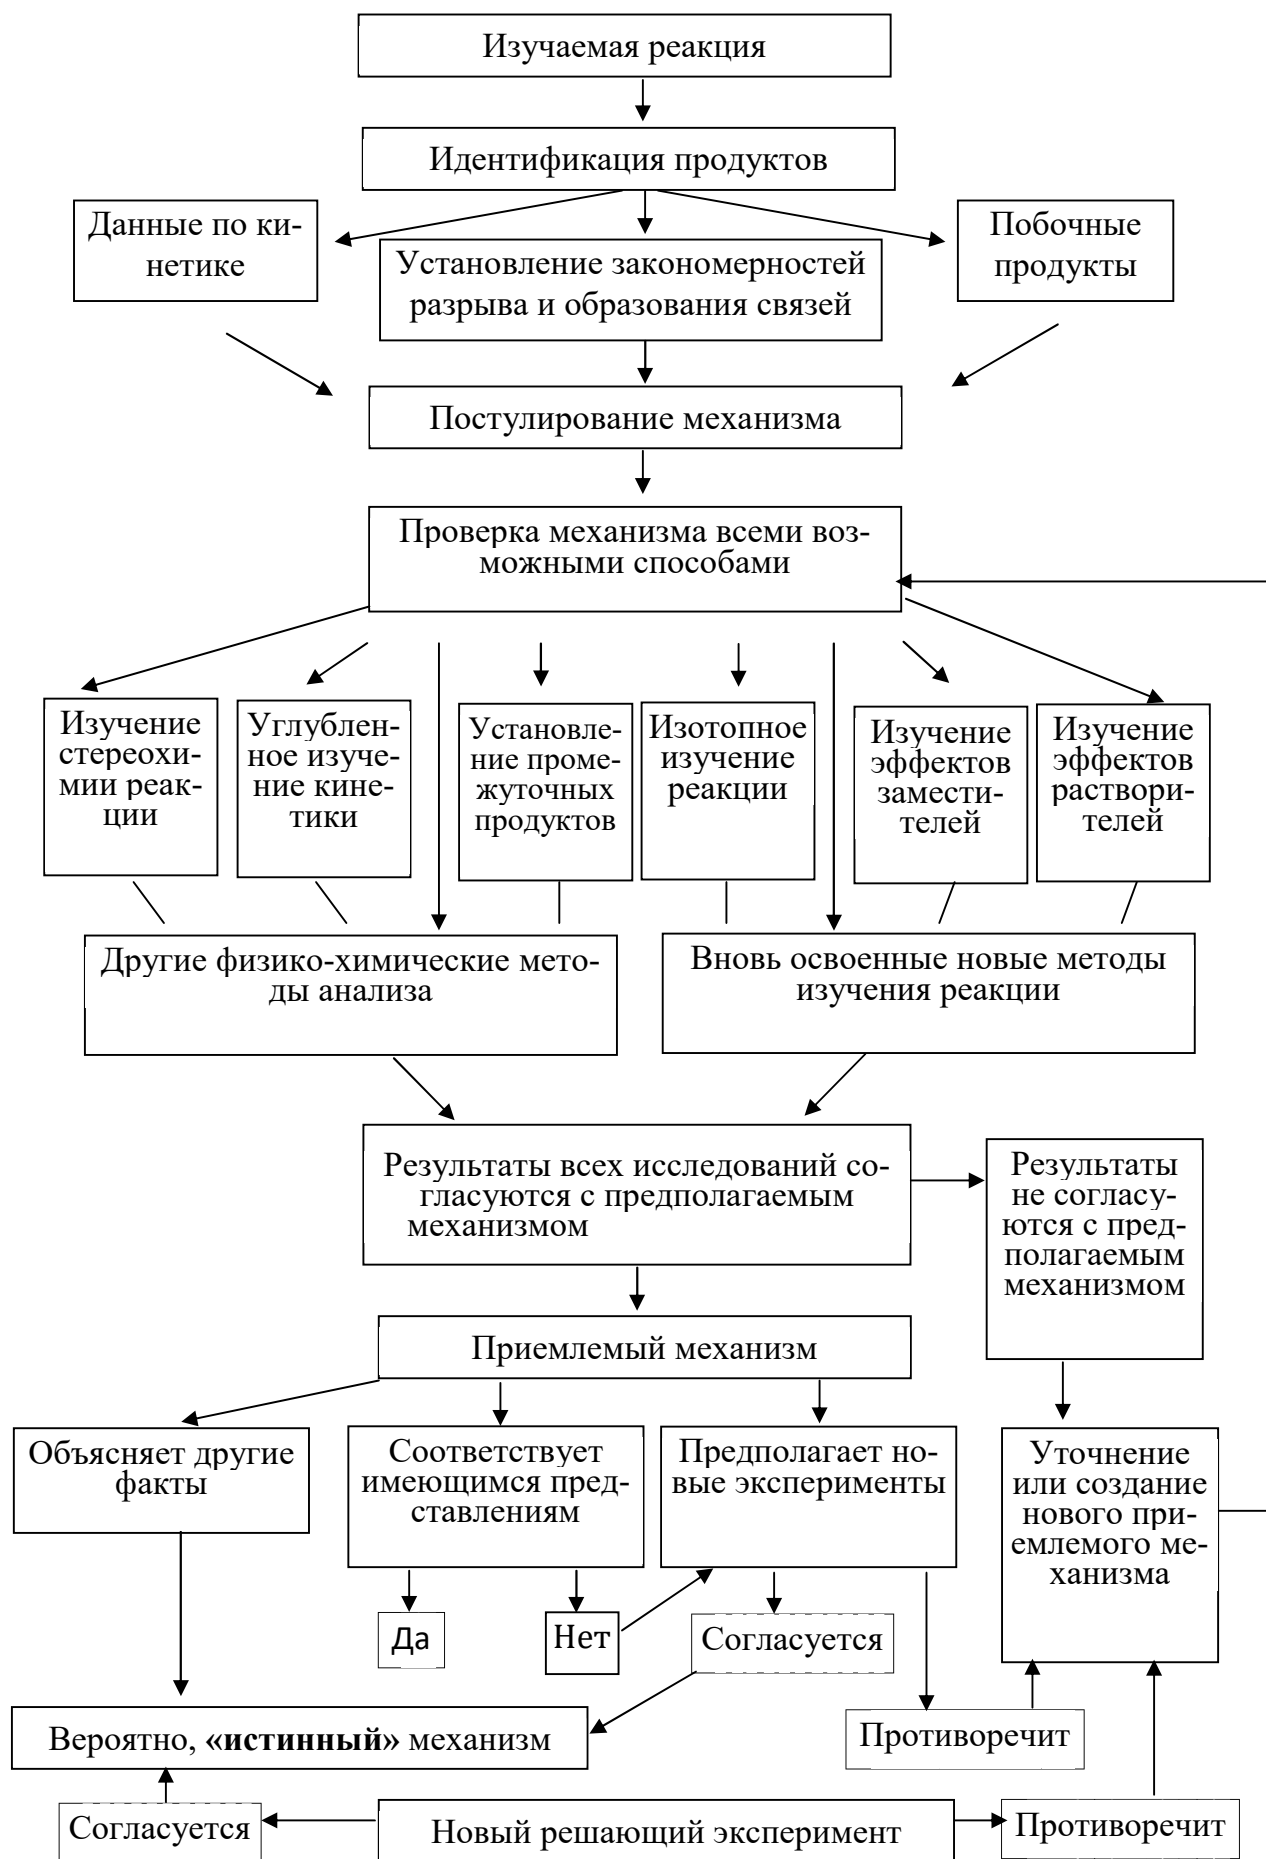 Изучаемая реакция
Идентификация продуктов
Данные по ки-
нетике
Установление закономерностей
разрыва и образования связей
Побочные
продукты
Постулирование механизма
Проверка механизма всеми воз-
можными способами
Изучение
стереохи-
мии реак-
ции
Углублен-
ное изуче-
ние кине-
тики
Установле-
ние проме-
жуточных
продуктов
Изотопное
изучение
реакции
Изучение
эффектов
замести-
телей
Изучение
эффектов
раствори-
телей
Другие физико-химические мето-
ды анализа
Вновь освоенные новые методы
изучения реакции
Результаты всех исследований со-
гласуются с предполагаемым
механизмом
Результаты
не согласу-
ются с пред-
полагаемым
механизмом
Приемлемый механизм
Объясняет другие
факты
Соответствует
имеющимся пред-
ставлениям
Предполагает но-
вые эксперименты
Уточнение
или создание
нового при-
емлемого ме-
ханизма
Да
Нет
Согласуется
Вероятно, «истинный» механизм
Противоречит
Согласуется
Новый решающий эксперимент
Противоречит